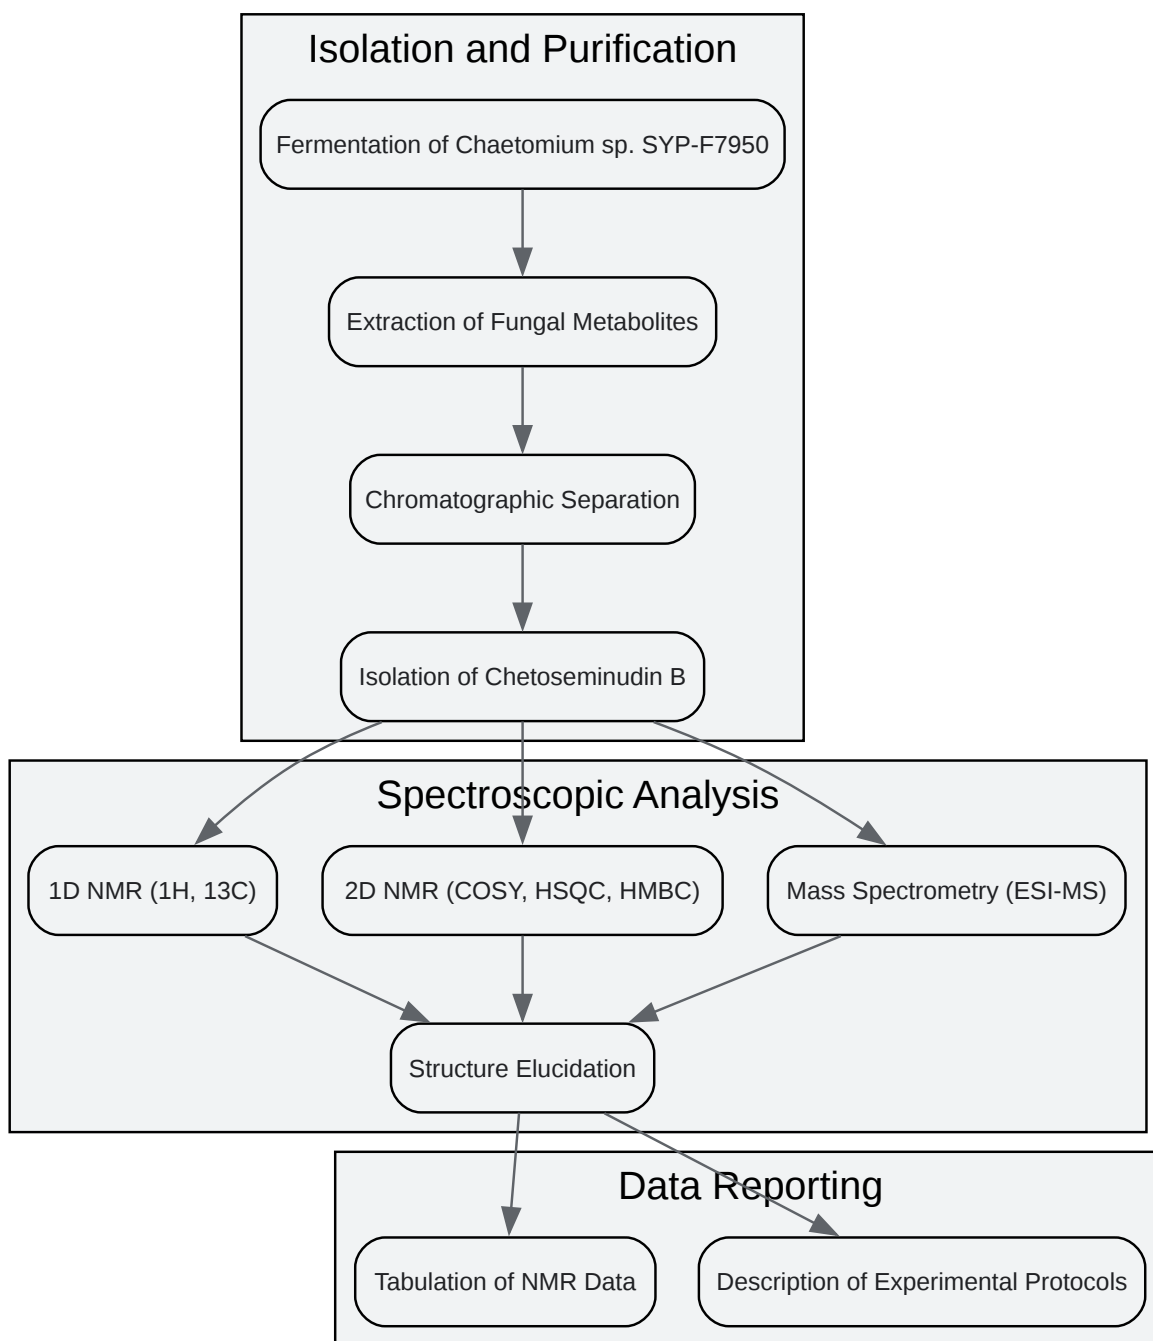 Isolation and Purification
Fermentation of Chaetomium sp. SYP-F7950
Extraction of Fungal Metabolites
Chromatographic Separation
Isolation of Chetoseminudin B
Spectroscopic Analysis
1D NMR (1H, 13C)
2D NMR (COSY, HSQC, HMBC)
Mass Spectrometry (ESI-MS)
Structure Elucidation
Data Reporting
Tabulation of NMR Data
Description of Experimental Protocols